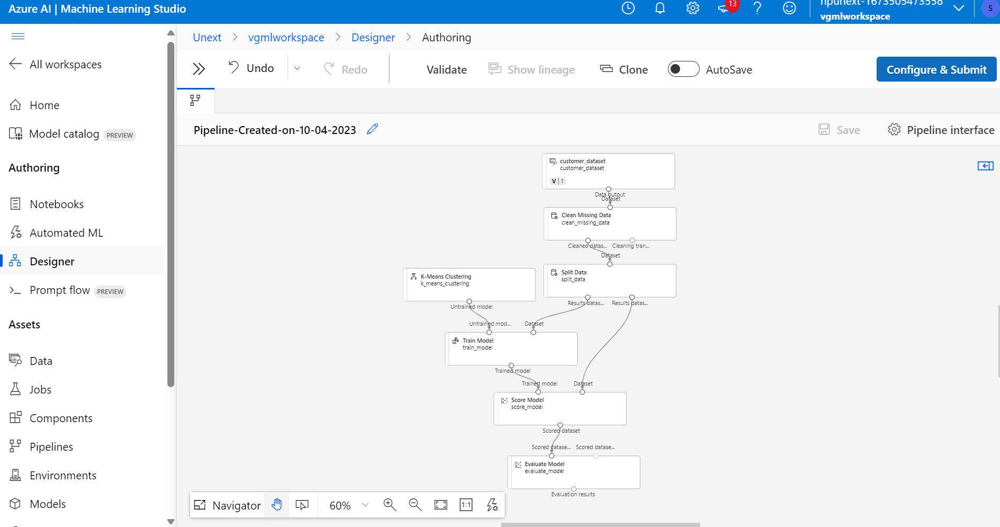 Azure AI | Machine Learning Studio
13
npunext-1673505473558
vgmlworkspace
S
All workspaces
Home
Model catalog PREVIEW
Authoring
Notebooks
Automated ML
Designer
Prompt flow PREVIEW
Assets
Data
Jobs
Components
Pipelines
Environments
Models
Unext > vgmlworkspace > Designer > Authoring
Undo
Redo
Validate
Show lineage
Clone
AutoSave
Configure & Submit
Pipeline-Created-on-10-04-2023
Save
Pipeline interface
customer_dataset
customer_dataset
V | 1
Data output
Dataset
Clean Missing Data
clean_missing_data
Cleaned datas... Cleaning tran...
Dataset
Split Data
split_data
Results datas... Results datas...
K-Means Clustering
k_means_clustering
Untrained model
Untrained mod... Dataset
Train Model
train_model
Trained model
Trained model Dataset
Score Model
score_model
Scored dataset
Scored datase... Scored datase...
Evaluate Model
evaluate_model
Evaluation results
Navigator
60%
1:1